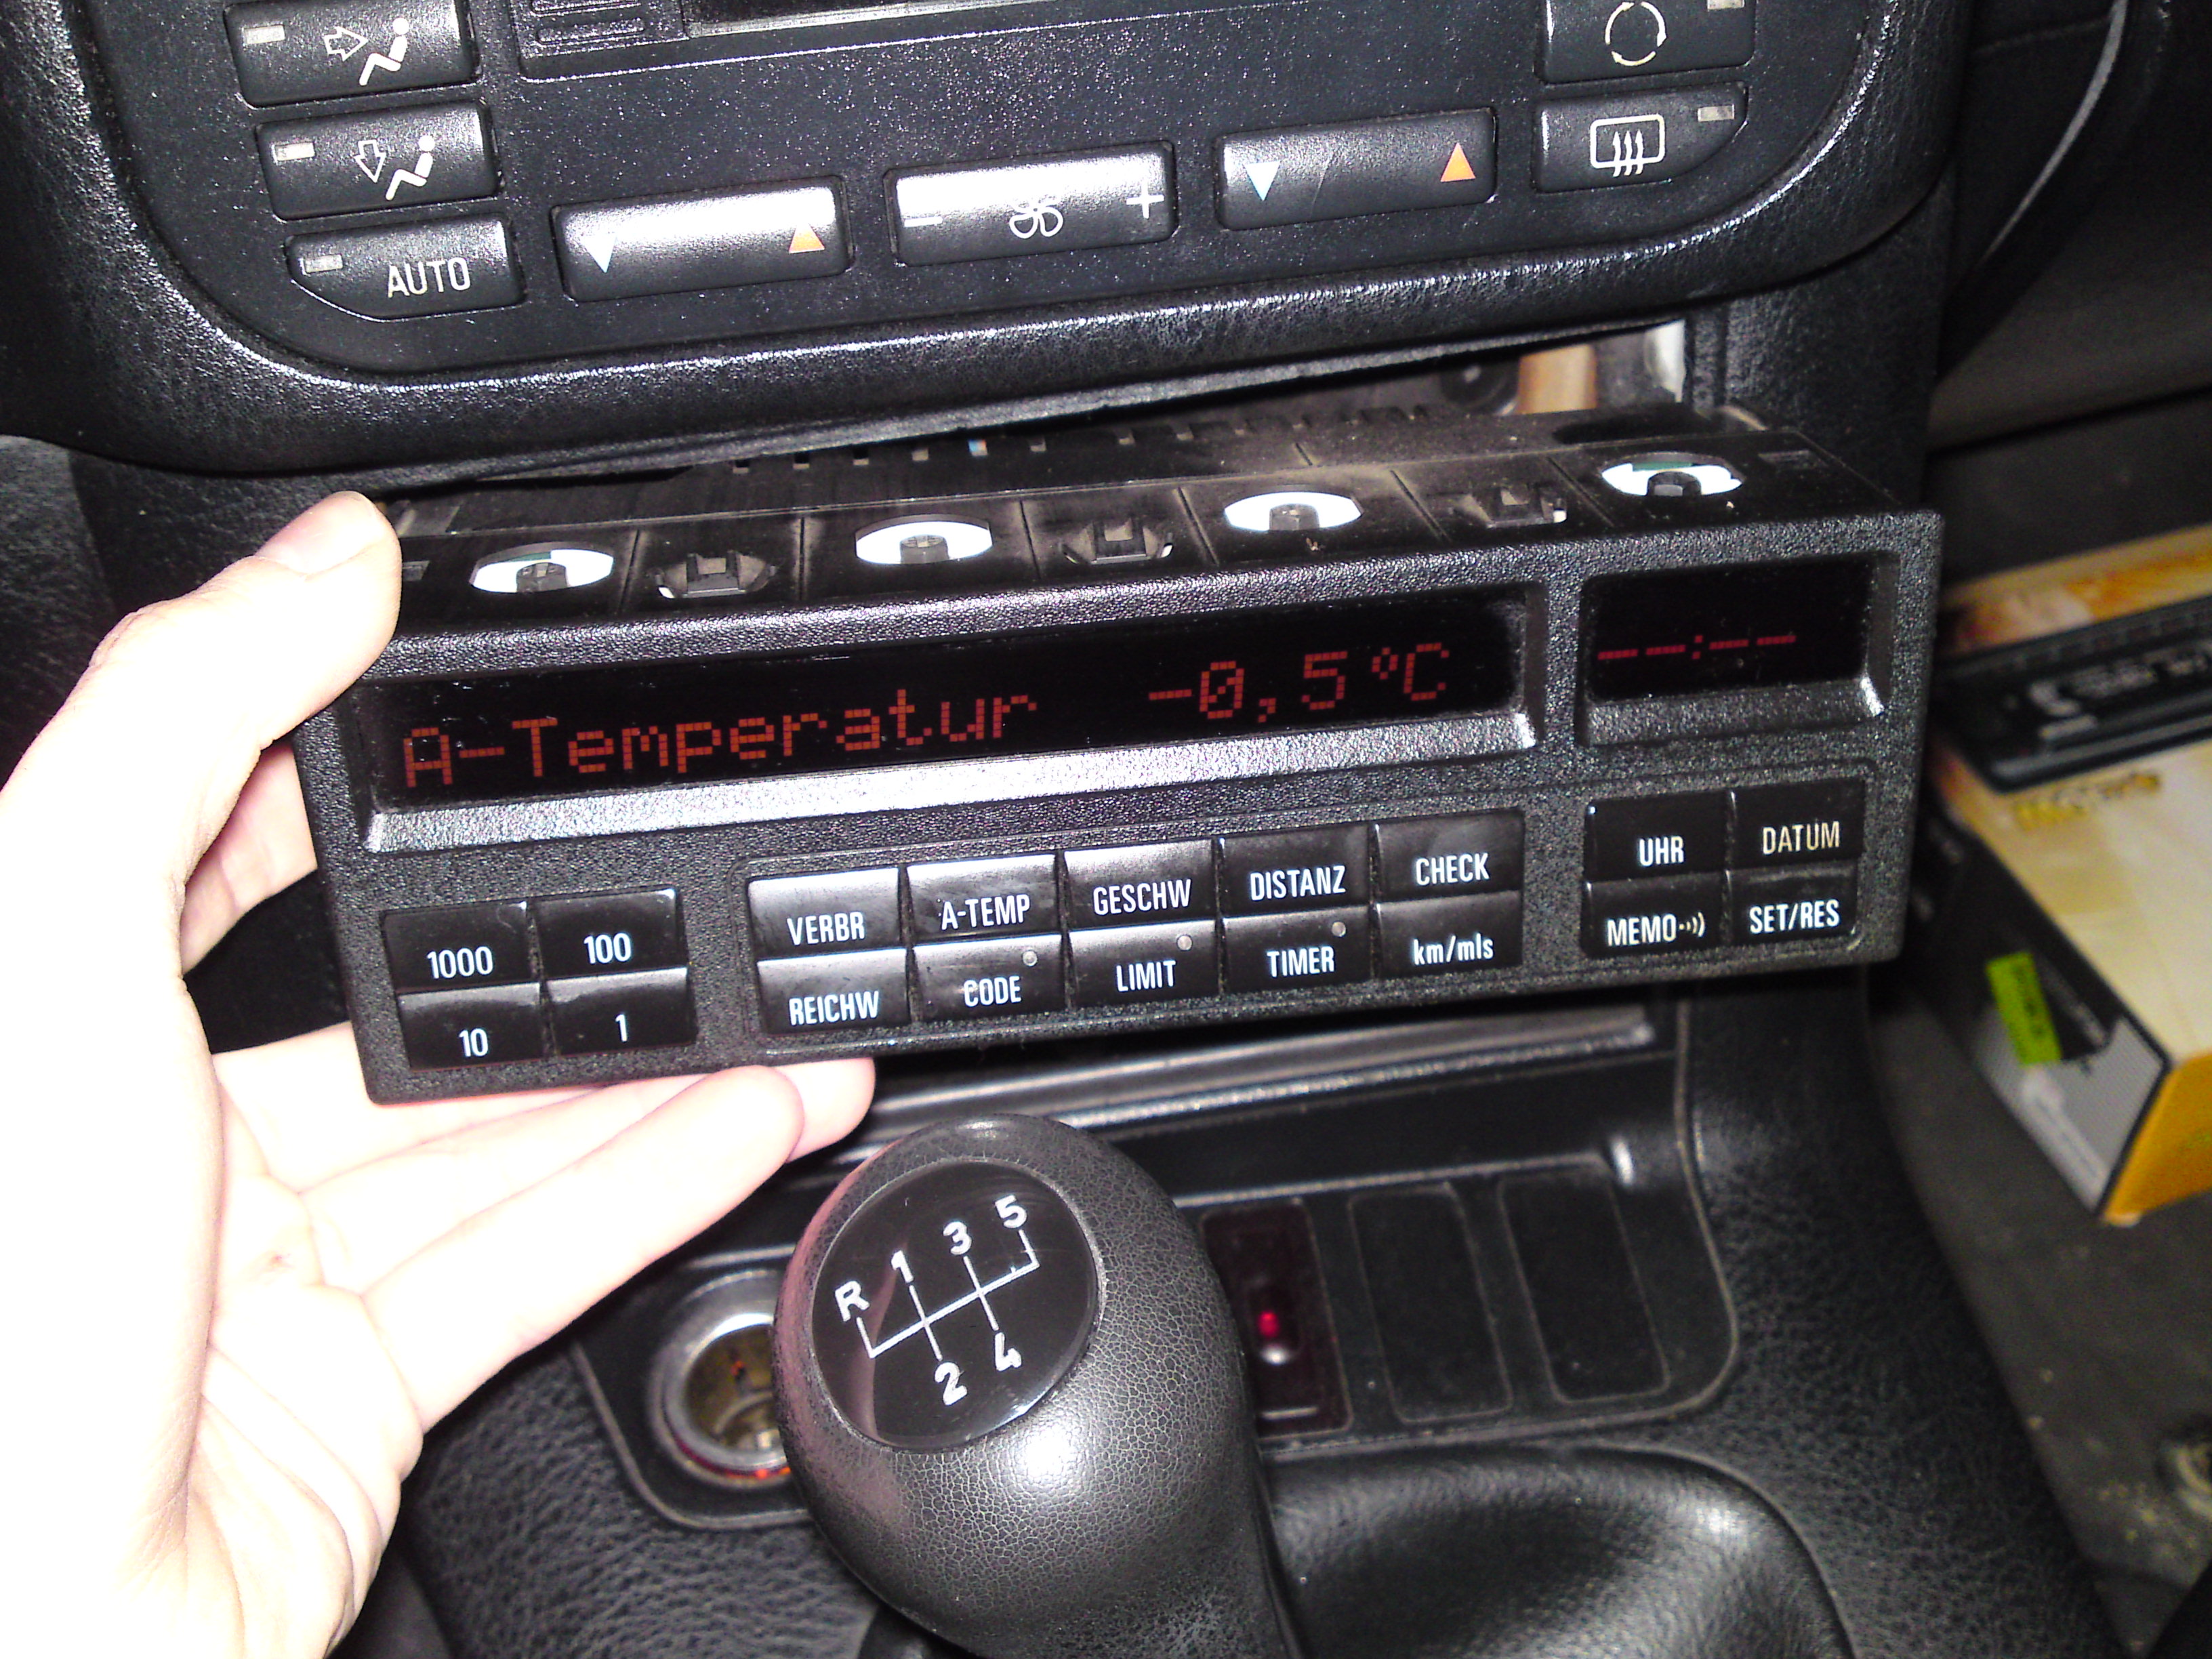 AUTO
A-Temperatur -0,5°C
--:--
VERBR A-TEMP GESCHW DISTANZ CHECK
UHR DATUM
1000 100
REICHW CODE LIMIT TIMER km/mls
MEMO SET/RES
10 1
R 1 3 5
2 4